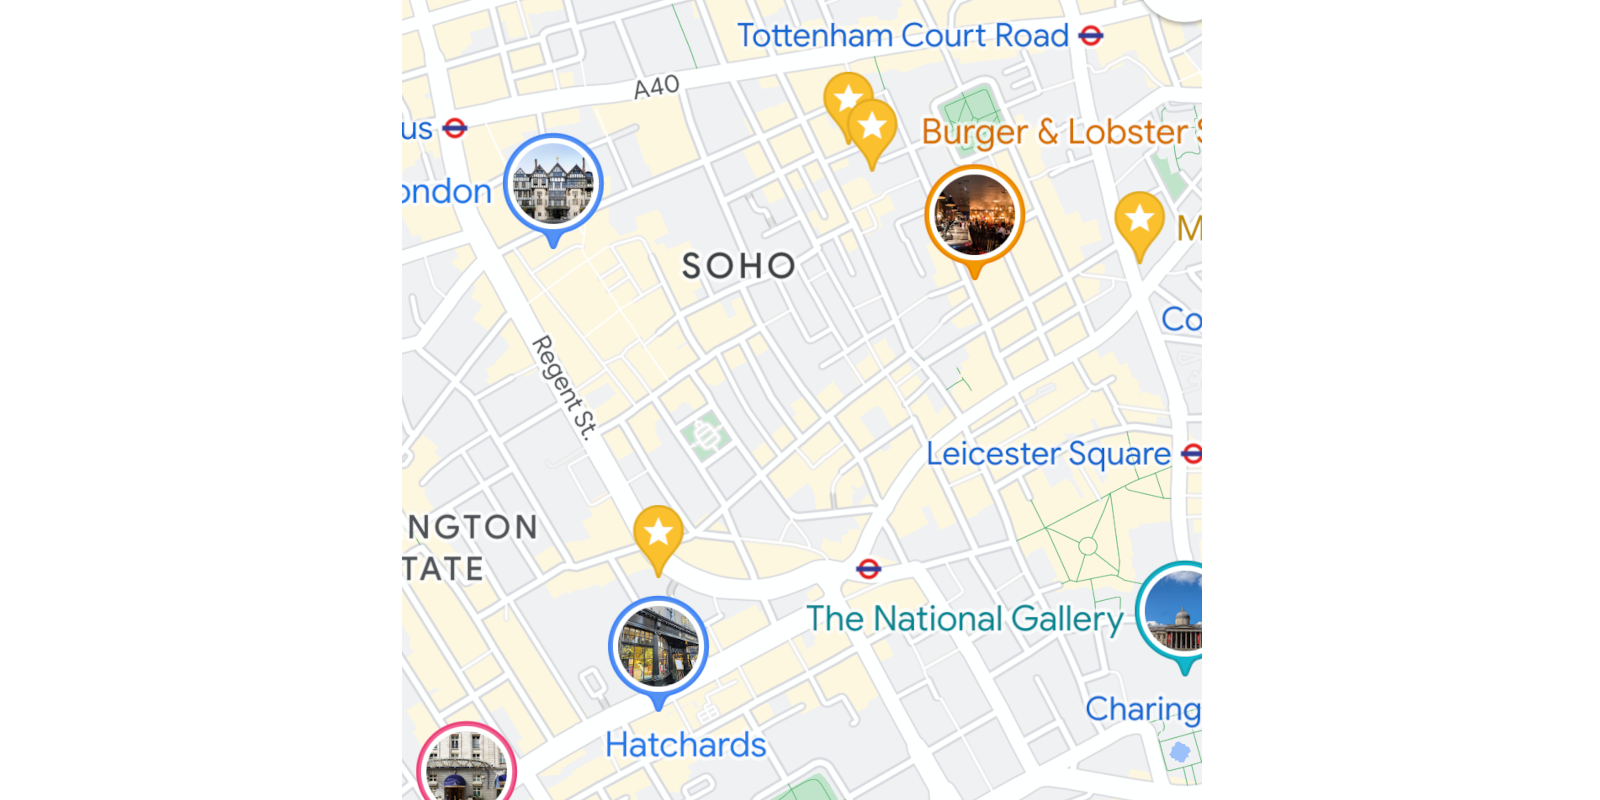 Tottenham Court Road
A40
us
Burger & Lobster S
ondon
M
SOHO
Co
Regent St.
Leicester Square
NGTON
TATE
The National Gallery
Charing
Hatchards